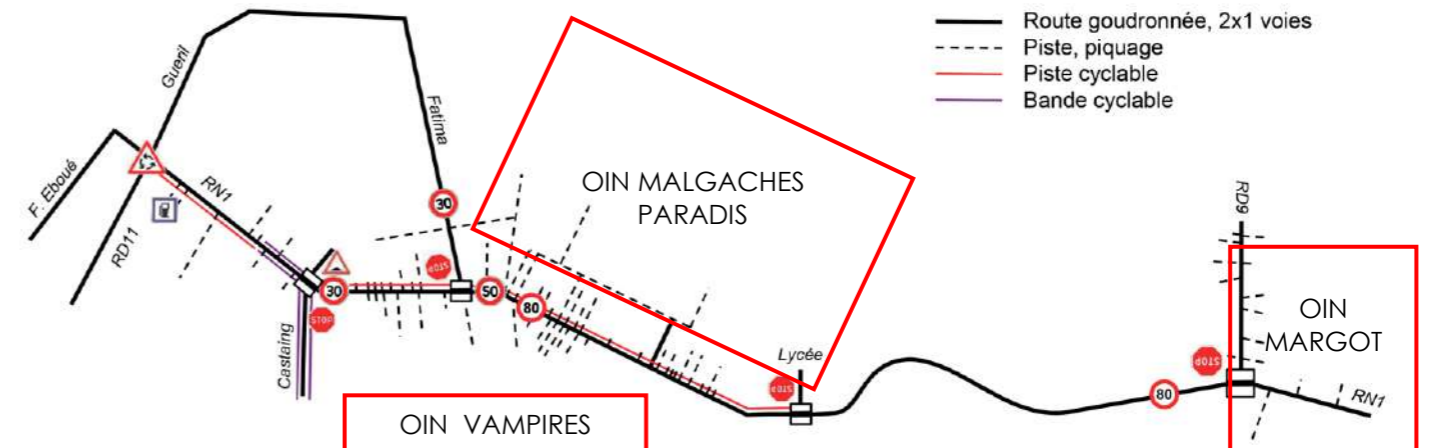 Route goudronnée, 2x1 voies
Piste, piquage
Piste cyclable
Bande cyclable
Gueril
Fatima
F. Eboué
RN1
RD11
30
OIN MALGACHES
PARADIS
RD9
STOP
30
50
80
STOP
Castaing
OIN VAMPIRES
Lycée
STOP
STOP
80
OIN
MARGOT
RN1